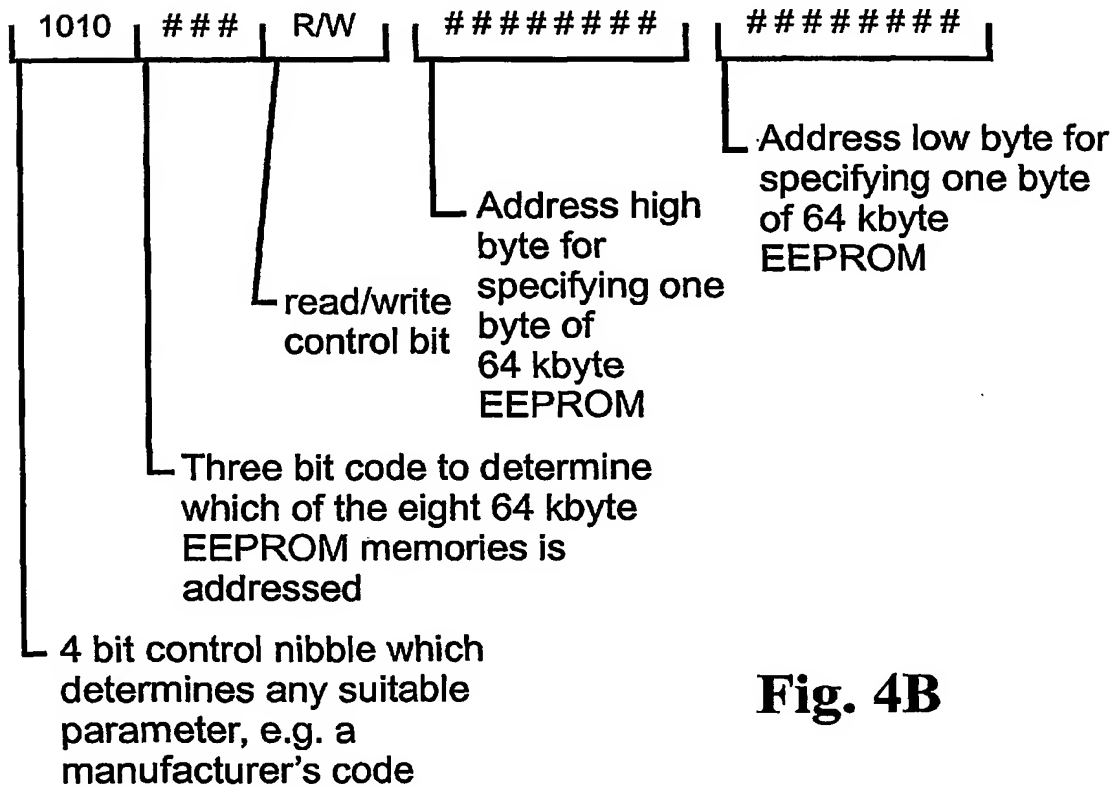 1010 ### R/W ######## ########
Address low byte for
specifying one byte
of 64 kbyte
EEPROM
Address high
byte for
specifying one
byte of
64 kbyte
EEPROM
read/write
control bit
Three bit code to determine
which of the eight 64 kbyte
EEPROM memories is
addressed
4 bit control nibble which
determines any suitable
parameter, e.g. a
manufacturer's code
Fig. 4B